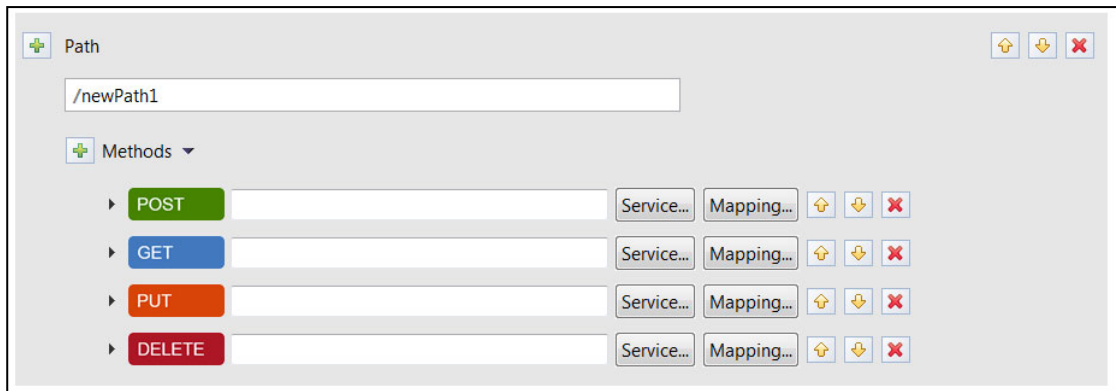 Path
/newPath1
Methods
POST Service... Mapping...
GET Service... Mapping...
PUT Service... Mapping...
DELETE Service... Mapping...